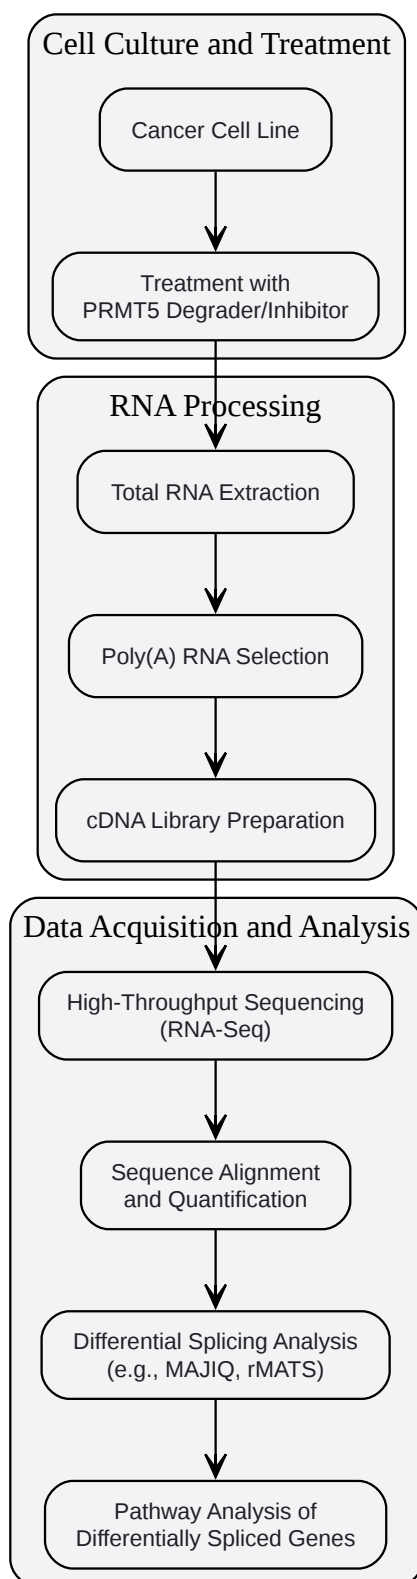 Cell Culture and Treatment
Cancer Cell Line
Treatment with
PRMT5 Degrader/Inhibitor
RNA Processing
Total RNA Extraction
Poly(A) RNA Selection
cDNA Library Preparation
Data Acquisition and Analysis
High-Throughput Sequencing
(RNA-Seq)
Sequence Alignment
and Quantification
Differential Splicing Analysis
(e.g., MAJIQ, rMATS)
Pathway Analysis of
Differentially Spliced Genes